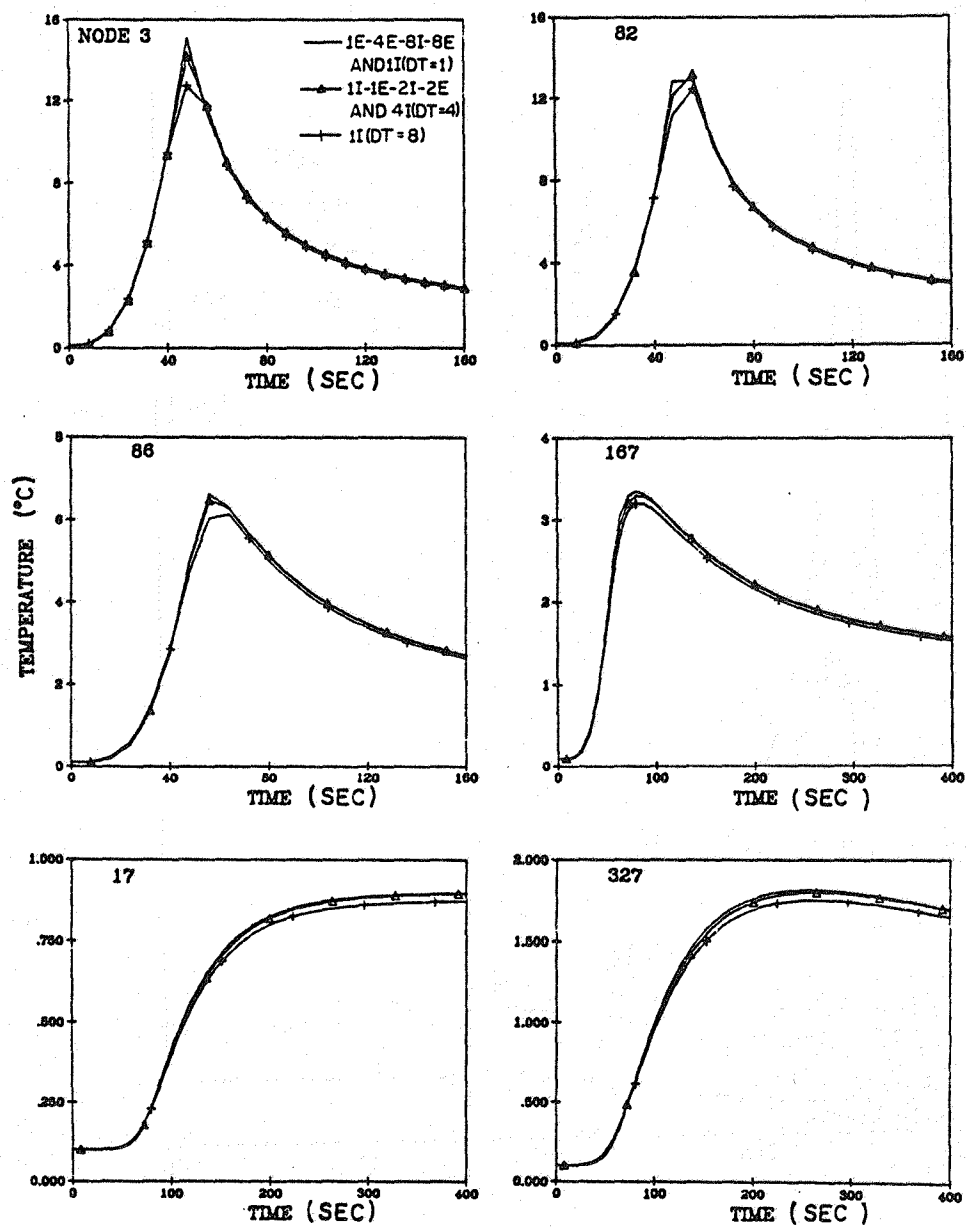 NODE 3
1E-4E-8I-8E
AND1I(DT=1)
1I-1E-2I-2E
AND 4I(DT=4)
1I(DT=8)
16
12
8
4
0
0 40 80 120 160
TIME (SEC)
82
16
12
8
4
0
0 40 80 120 160
TIME (SEC)
TEMPERATURE (°C)
86
8
6
4
2
0
0 40 80 120 160
TIME (SEC)
167
4
3
2
1
0
0 100 200 300 400
TIME (SEC)
17
1.000
.750
.500
.250
0.000
0 100 200 300 400
TIME (SEC)
327
2.000
1.500
1.000
.500
0.000
0 100 200 300 400
TIME (SEC)